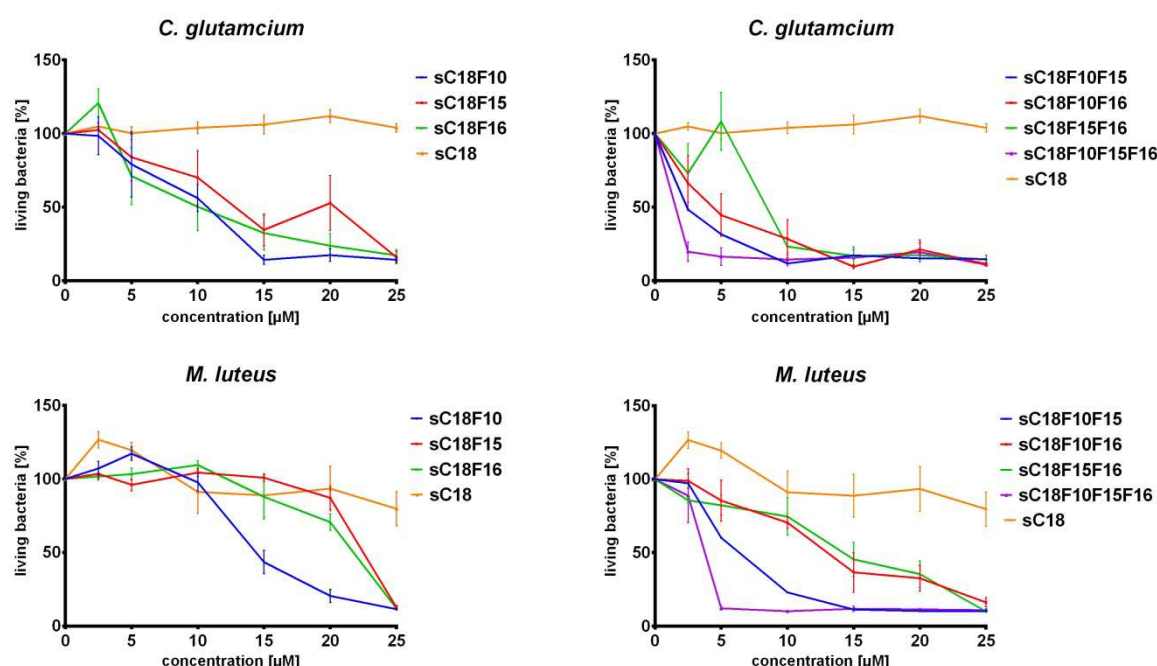 C. glutamcium
living bacteria [%]
150
100
50
0
0 5 10 15 20 25
concentration [µM]
sC18F10
sC18F15
sC18F16
sC18
C. glutamcium
living bacteria [%]
150
100
50
0
0 5 10 15 20 25
concentration [µM]
sC18F10F15
sC18F10F16
sC18F15F16
sC18F10F15F16
sC18
M. luteus
living bacteria [%]
150
100
50
0
0 5 10 15 20 25
concentration [µM]
sC18F10
sC18F15
sC18F16
sC18
M. luteus
living bacteria [%]
150
100
50
0
0 5 10 15 20 25
concentration [µM]
sC18F10F15
sC18F10F16
sC18F15F16
sC18F10F15F16
sC18